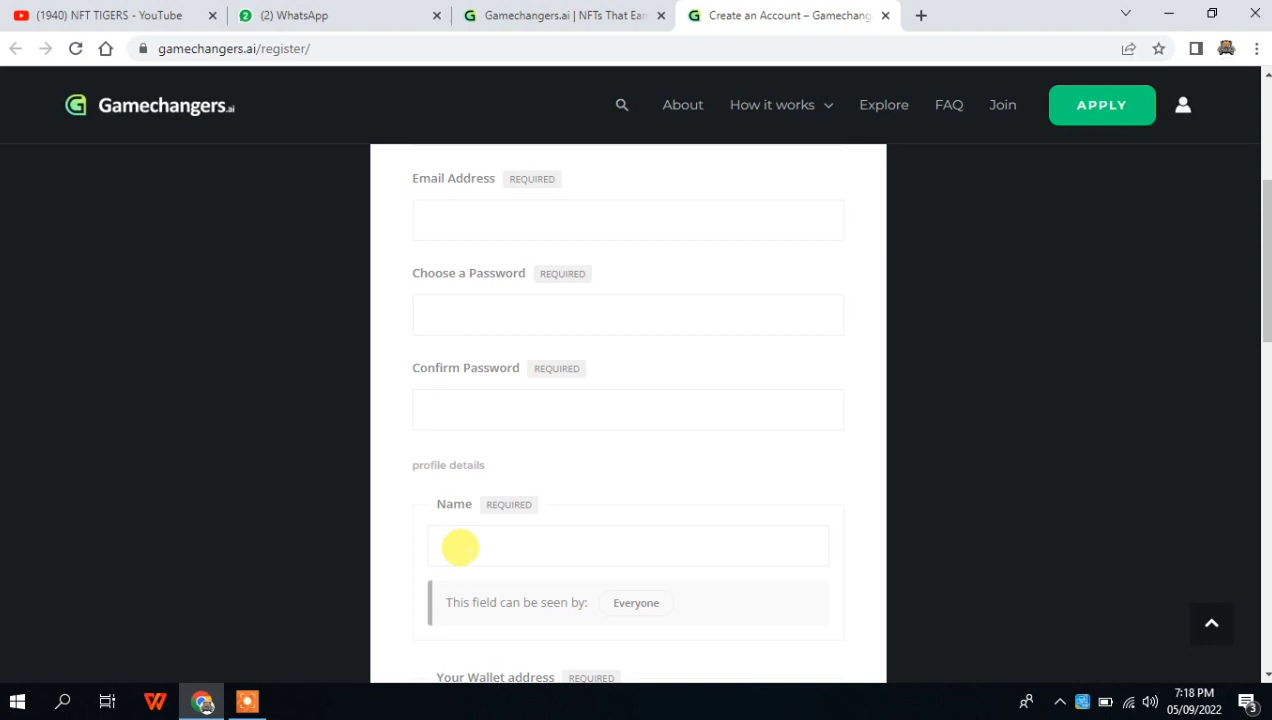 (1940) NFT TIGERS - YouTube
(2) WhatsApp
Gamechangers.ai | NFTs That Ear
Create an Account – Gamechang
gamechangers.ai/register/
Gamechangers.ai
About
How it works
Explore
FAQ
Join
APPLY
Email Address REQUIRED
Choose a Password REQUIRED
Confirm Password REQUIRED
profile details
Name REQUIRED
This field can be seen by: Everyone
Your Wallet address REQUIRED
7:18 PM
05/09/2022
3